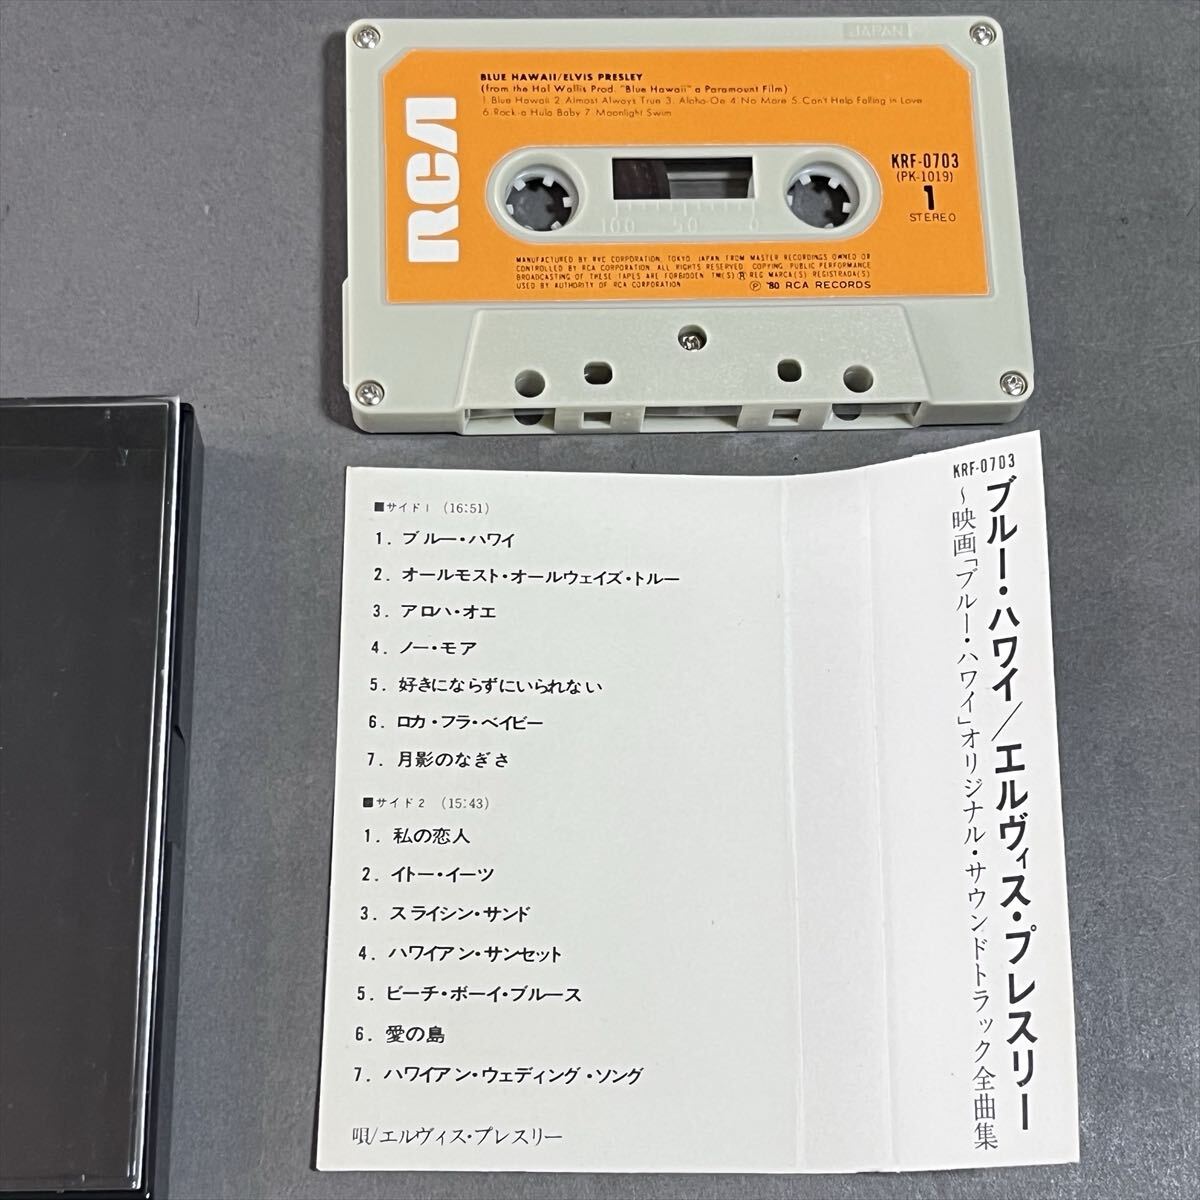 JAPAN
RCA
BLUE HAWAII/ELVIS PRESLEY
(from the Hal Wallis Prod. "Blue Hawaii" a Paramount Film)
1. Blue Hawaii 2. Almost Always True 3. Aloha-Oe 4. No More 5. Can't Help Falling in Love
6. Rock-a Hula Baby 7. Moonlight Swim
KRF-0703
(PK-1019)
1
STEREO
100 50 0
MANUFACTURED BY RVC CORPORATION, TOKYO, JAPAN FROM MASTER RECORDINGS OWNED OR
CONTROLLED BY RCA CORPORATION. ALL RIGHTS RESERVED. COPYING, PUBLIC PERFORMANCE
BROADCASTING OF THESE TAPES ARE FORBIDDEN TM(S) ® REG MARCA(S) REGISTRADA(S)
USED BY AUTHORITY OF RCA CORPORATION
℗ '80 RCA RECORDS
■サイド1 (16:51)
1. ブルー・ハワイ
2. オールモスト・オールウェイズ・トルー
3. アロハ・オエ
4. ノー・モア
5. 好きにならずにいられない
6. ロカ・フラ・ベイビー
7. 月影のなぎさ
■サイド2 (15:43)
1. 私の恋人
2. イトー・イーツ
3. スライシン・サンド
4. ハワイアン・サンセット
5. ビーチ・ボーイ・ブルース
6. 愛の島
7. ハワイアン・ウェディング・ソング
唄/エルヴィス・プレスリー
KRF-0703
ブルー・ハワイ/エルヴィス・プレスリー
～映画「ブルー・ハワイ」オリジナル・サウンドトラック全曲集